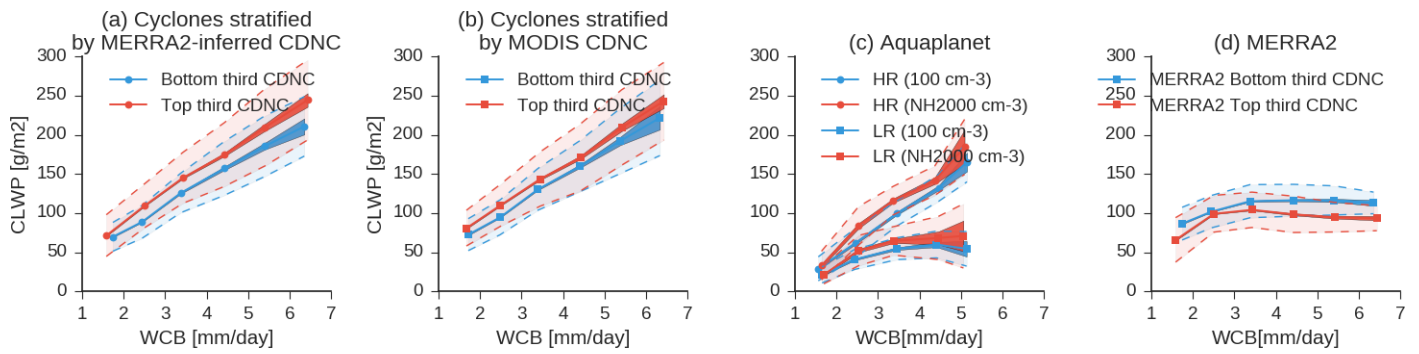 (a) Cyclones stratified
by MERRA2-inferred CDNC
CLWP [g/m2]
300
250
200
150
100
50
0
Bottom third CDNC
Top third CDNC
1 2 3 4 5 6 7
WCB [mm/day]
(b) Cyclones stratified
by MODIS CDNC
CLWP [g/m2]
300
250
200
150
100
50
0
Bottom third CDNC
Top third CDNC
1 2 3 4 5 6 7
WCB [mm/day]
(c) Aquaplanet
300
250
200
150
100
50
0
HR (100 cm-3)
HR (NH2000 cm-3)
LR (100 cm-3)
LR (NH2000 cm-3)
1 2 3 4 5 6 7
WCB[mm/day]
(d) MERRA2
300
250
200
150
100
50
0
MERRA2 Bottom third CDNC
MERRA2 Top third CDNC
1 2 3 4 5 6 7
WCB[mm/day]